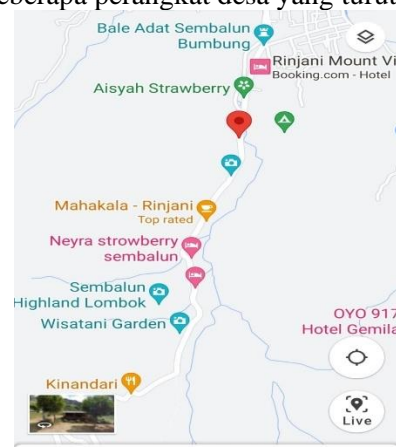 beberapa perangkat desa yang turut
Bale Adat Sembalun
Bumbung
Rinjani Mount Vi
Booking.com - Hotel
Aisyah Strawberry
Mahakala - Rinjani
Top rated
Neyra strowberry
sembalun
Sembalun
Highland Lombok
Wisatani Garden
OYO 917
Hotel Gemila
Kinandari
Live